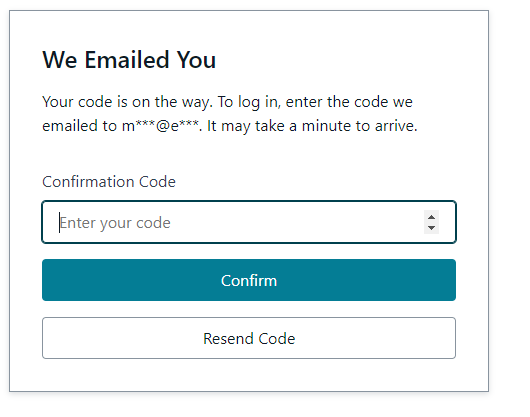 We Emailed You
Your code is on the way. To log in, enter the code we
emailed to m***@e***. It may take a minute to arrive.
Confirmation Code
Enter your code
Confirm
Resend Code